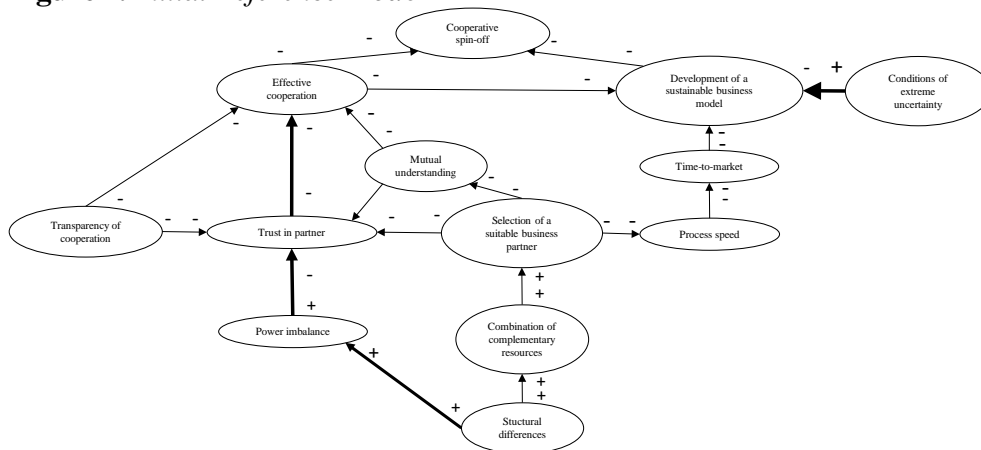 Cooperative
spin-off
Effective
cooperation
Development of a
sustainable business
model
Conditions of
extreme
uncertainty
Mutual
understanding
Time-to-market
Transparency of
cooperation
Trust in partner
Selection of a
suitable business
partner
Process speed
Power imbalance
Combination of
complementary
resources
Stuctural
differences